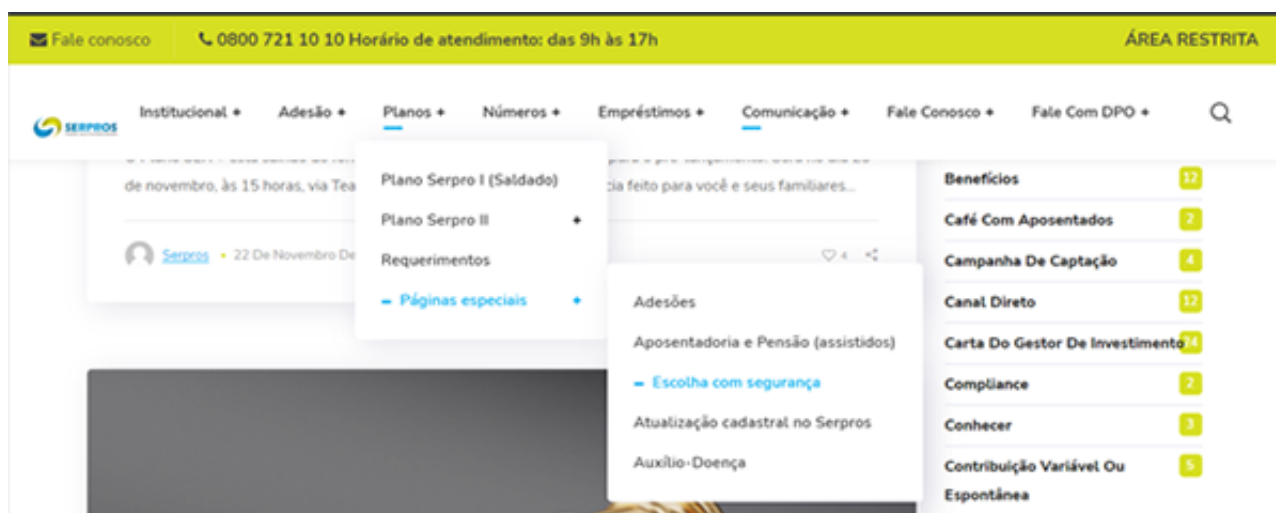 Fale conosco
0800 721 10 10 Horário de atendimento: das 9h às 17h
ÁREA RESTRITA
SERPROS
Institucional +
Adesão +
Planos +
Números +
Empréstimos +
Comunicação +
Fale Conosco +
Fale Com DPO +
de novembro, às 15 horas, via Tea
cia feito para você e seus familiares...
Serpros • 22 De Novembro De
4
Plano Serpro I (Saldado)
Plano Serpro II +
Requerimentos
– Páginas especiais +
Adesões
Aposentadoria e Pensão (assistidos)
– Escolha com segurança
Atualização cadastral no Serpros
Auxílio-Doença
Benefícios 12
Café Com Aposentados 2
Campanha De Captação 4
Canal Direto 12
Carta Do Gestor De Investimento 24
Compliance 2
Conhecer 3
Contribuição Variável Ou 5
Espontânea